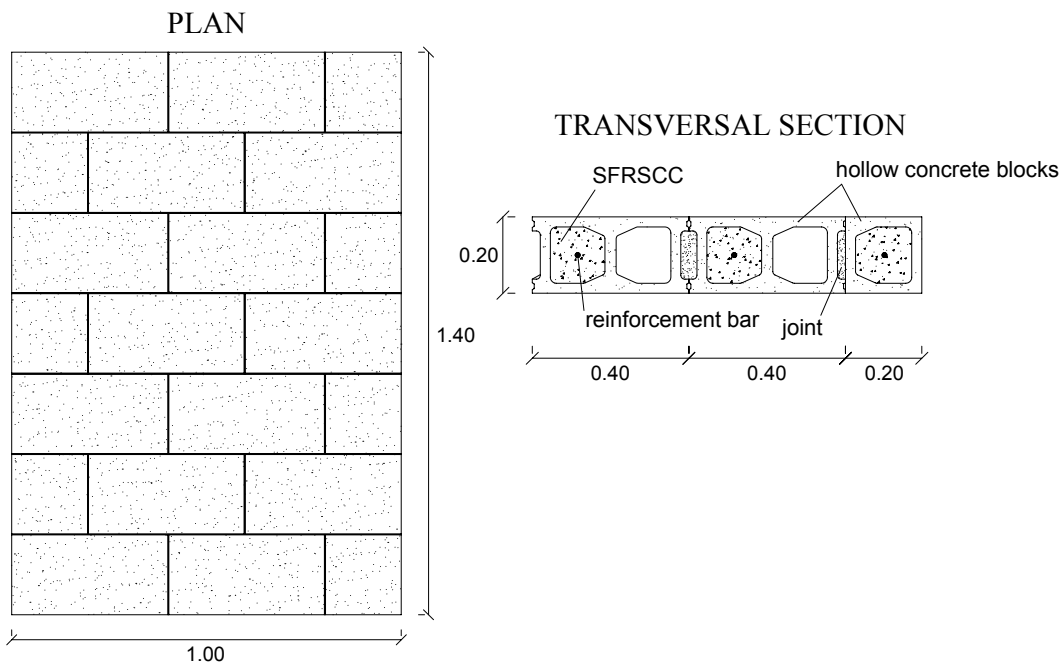 PLAN
1.40
1.00
TRANSVERSAL SECTION
SFRSCC
hollow concrete blocks
0.20
reinforcement bar
joint
0.40
0.40
0.20